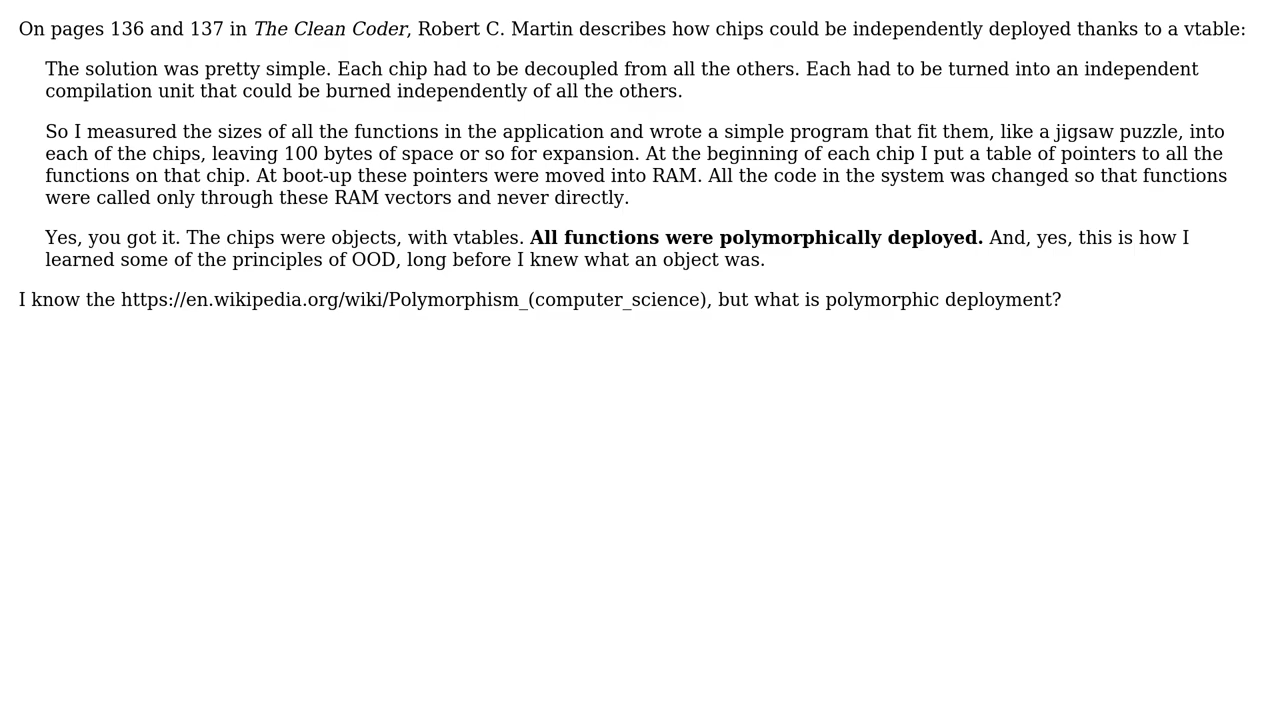 On pages 136 and 137 in The Clean Coder, Robert C. Martin describes how chips could be independently deployed thanks to a vtable:
The solution was pretty simple. Each chip had to be decoupled from all the others. Each had to be turned into an independent
compilation unit that could be burned independently of all the others.
So I measured the sizes of all the functions in the application and wrote a simple program that fit them, like a jigsaw puzzle, into
each of the chips, leaving 100 bytes of space or so for expansion. At the beginning of each chip I put a table of pointers to all the
functions on that chip. At boot-up these pointers were moved into RAM. All the code in the system was changed so that functions
were called only through these RAM vectors and never directly.
Yes, you got it. The chips were objects, with vtables. All functions were polymorphically deployed. And, yes, this is how I
learned some of the principles of OOD, long before I knew what an object was.
I know the https://en.wikipedia.org/wiki/Polymorphism_(computer_science), but what is polymorphic deployment?